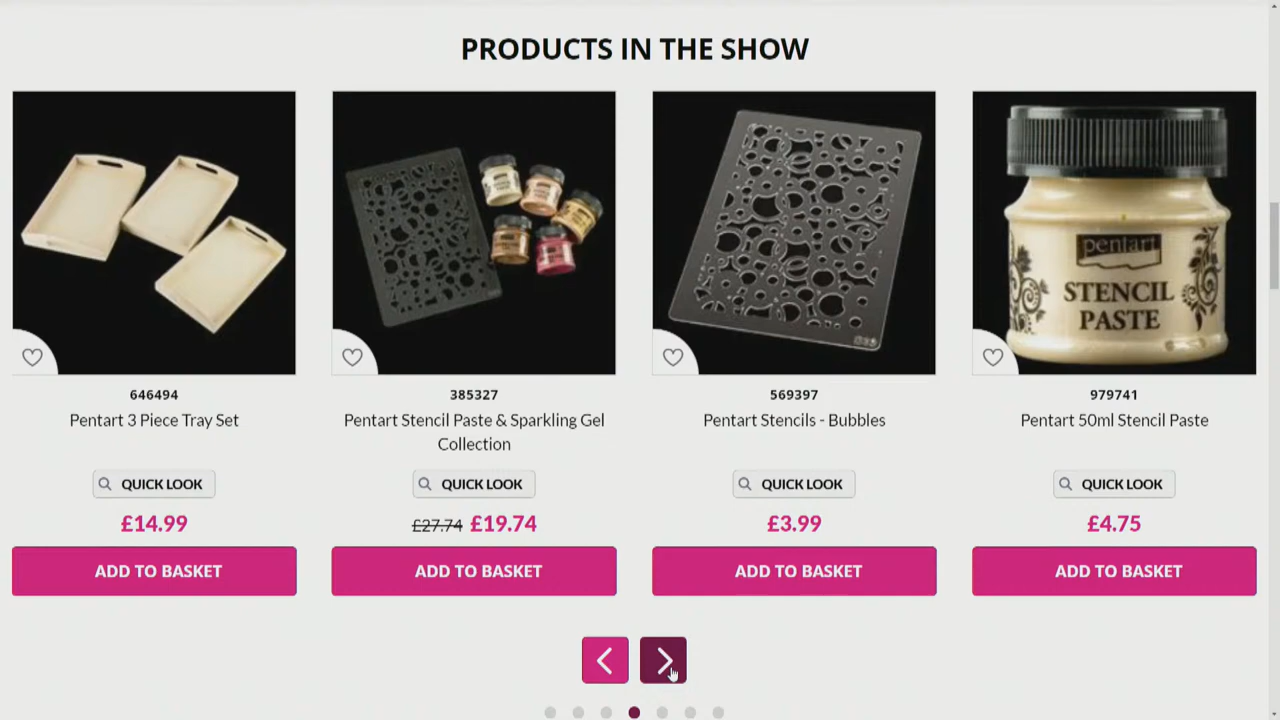 PRODUCTS IN THE SHOW
pentart
STENCIL
PASTE
646494
Pentart 3 Piece Tray Set
QUICK LOOK
£14.99
ADD TO BASKET
385327
Pentart Stencil Paste & Sparkling Gel
Collection
QUICK LOOK
£27.74 £19.74
ADD TO BASKET
569397
Pentart Stencils - Bubbles
QUICK LOOK
£3.99
ADD TO BASKET
979741
Pentart 50ml Stencil Paste
QUICK LOOK
£4.75
ADD TO BASKET